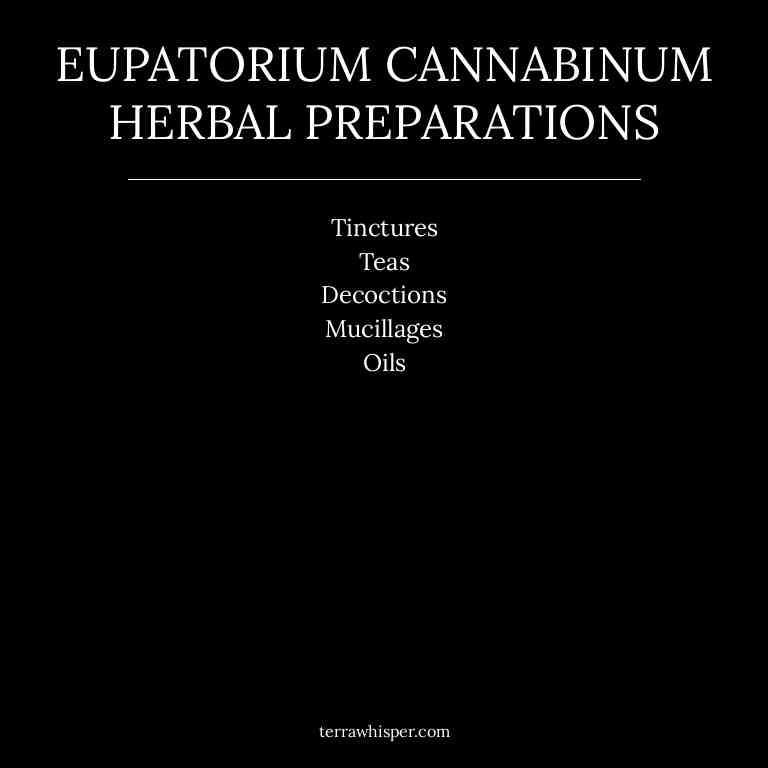 EUPATORIUM CANNABINUM
HERBAL PREPARATIONS
Tinctures
Teas
Decoctions
Mucillages
Oils
terrawhisper.com